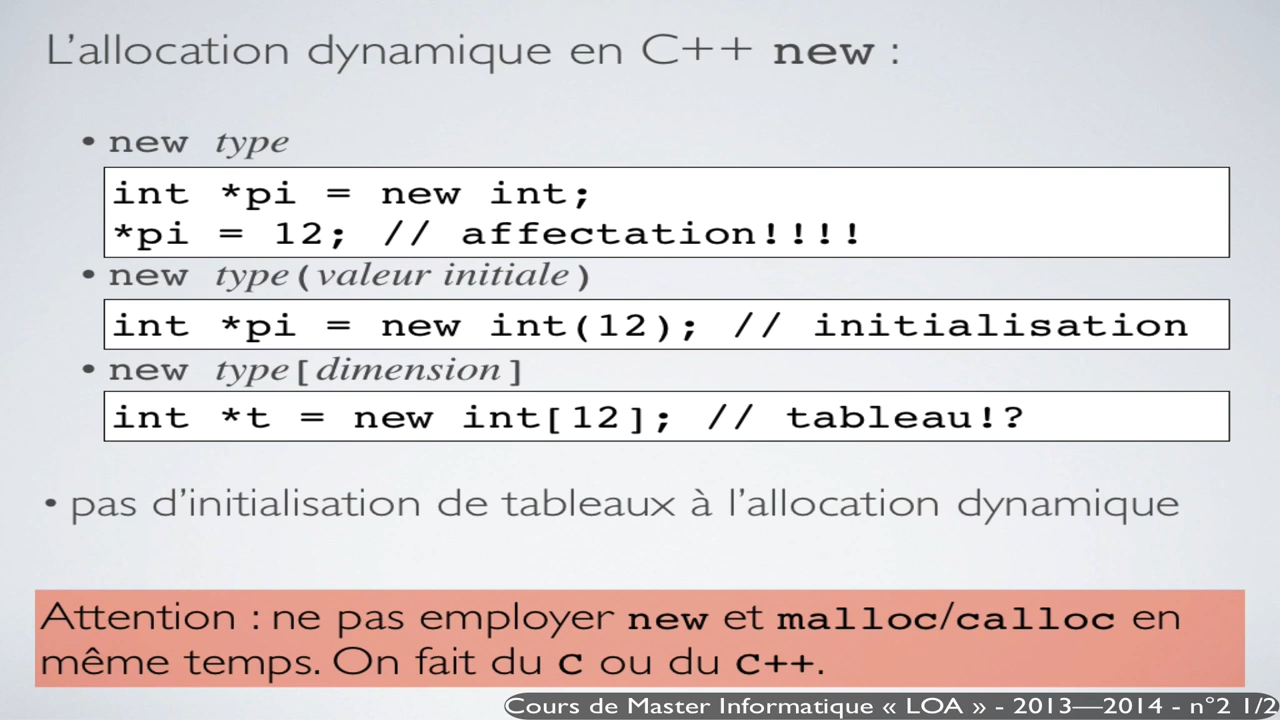 L'allocation dynamique en C++ new :
• new type
int *pi = new int;
*pi = 12; // affectation!!!!
• new type(valeur initiale)
int *pi = new int(12); // initialisation
• new type[dimension]
int *t = new int[12]; // tableau!?
• pas d'initialisation de tableaux à l'allocation dynamique
Attention : ne pas employer new et malloc/calloc en
même temps. On fait du C ou du C++.
Cours de Master Informatique « LOA » - 2013—2014 - n°2 1/2